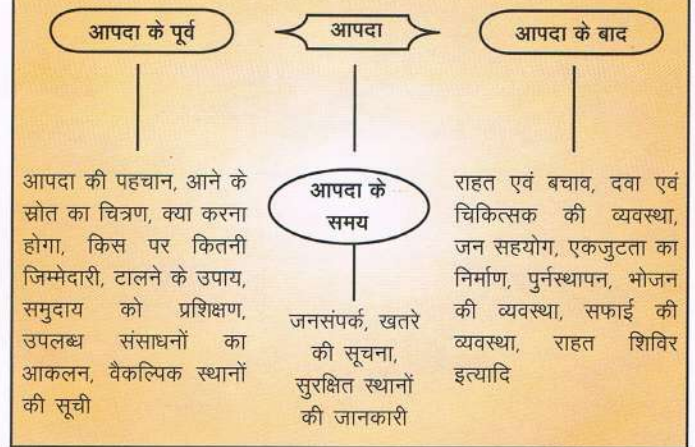 आपदा के पूर्व
आपदा
आपदा के बाद
आपदा की पहचान, आने के
स्रोत का चित्रण, क्या करना
होगा, किस पर कितनी
जिम्मेदारी, टालने के उपाय,
समुदाय को प्रशिक्षण,
उपलब्ध संसाधनों का
आकलन, वैकल्पिक स्थानों
की सूची
आपदा के
समय
जनसंपर्क, खतरे
की सूचना,
सुरक्षित स्थानों
की जानकारी
राहत एवं बचाव, दवा एवं
चिकित्सक की व्यवस्था,
जन सहयोग, एकजुटता का
निर्माण, पुर्नस्थापन, भोजन
की व्यवस्था, सफाई की
व्यवस्था, राहत शिविर
इत्यादि